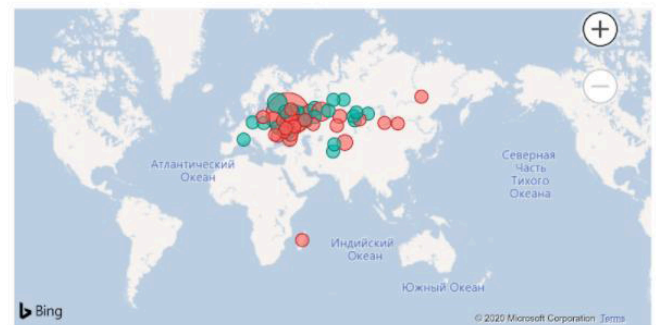 +
−
Атлантический
Океан
Северная
Часть
Тихого
Океана
Индийский
Океан
Южный Океан
Bing
© 2020 Microsoft Corporation Terms